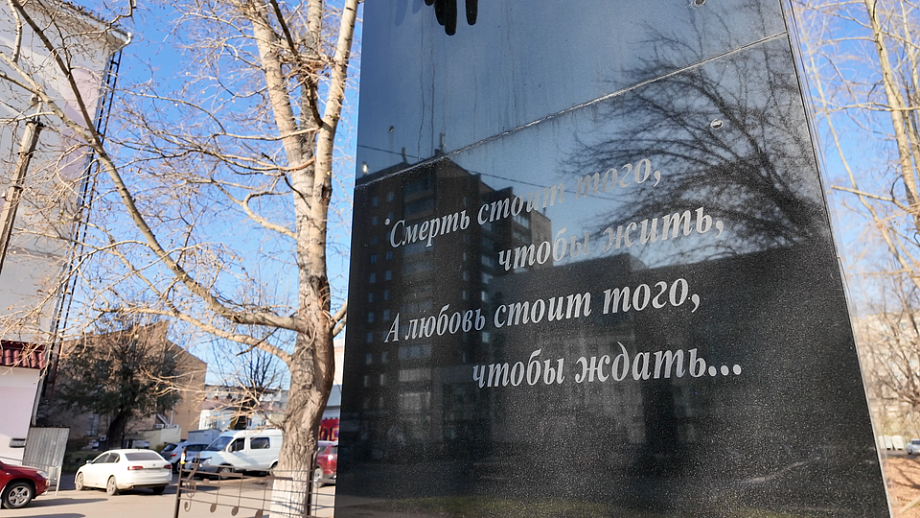 Смерть стоит того,
чтобы жить,
А любовь стоит того,
чтобы ждать...